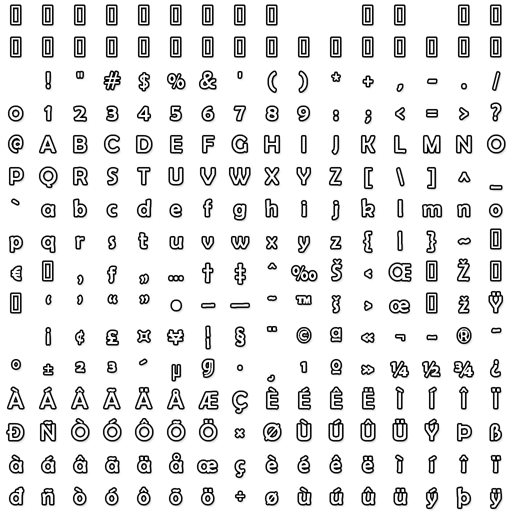 ! " # $ % & ' ( ) * + , - . /
0 1 2 3 4 5 6 7 8 9 : ; < = > ?
@ A B C D E F G H I J K L M N O
P Q R S T U V W X Y Z [ \ ] ^ _
` a b c d e f g h i j k l m n o
p q r s t u v w x y z { | } ~
€ ‚ ƒ „ … † ‡ ˆ ‰ Š ‹ Œ Ž
‘ ’ “ ” • – — ˜ ™ š › œ ž Ÿ
¡ ¢ £ ¤ ¥ ¦ § ¨ © ª « ¬ - ® ¯
° ± ² ³ ´ µ g · ¸ ¹ º » ¼ ½ ¾ ¿
À Á Â Ã Ä Å Æ Ç È É Ê Ë Ì Í Î Ï
Ð Ñ Ò Ó Ô Õ Ö × Ø Ù Ú Û Ü Ý Þ ß
à á â ã ä å æ ç è é ê ë ì í î ï
ð ñ ò ó ô õ ö ÷ ø ù ú û ü ý þ ÿ